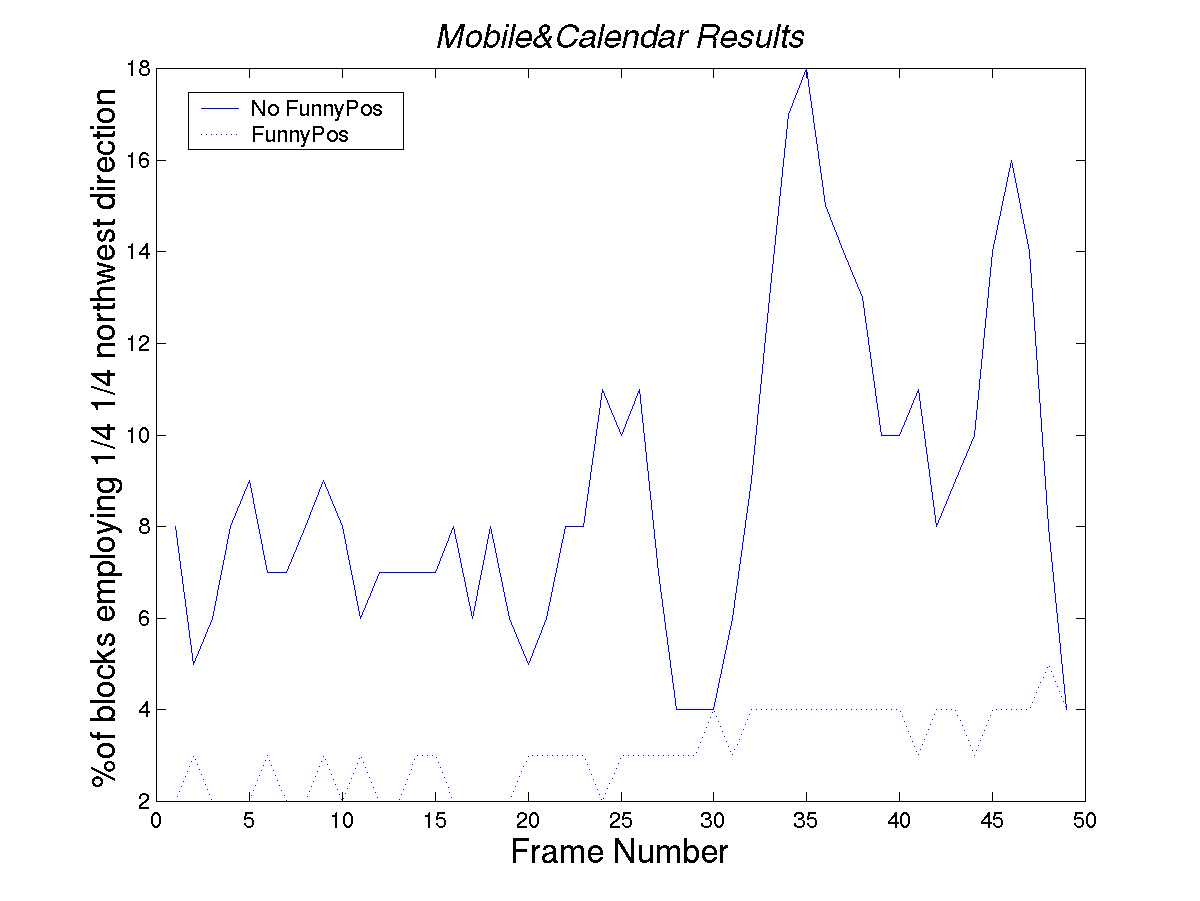 Mobile&Calendar Results
%of blocks employing 1/4 1/4 northwest direction
18
16
14
12
10
8
6
4
2
No FunnyPos
FunnyPos
0 5 10 15 20 25 30 35 40 45 50
Frame Number